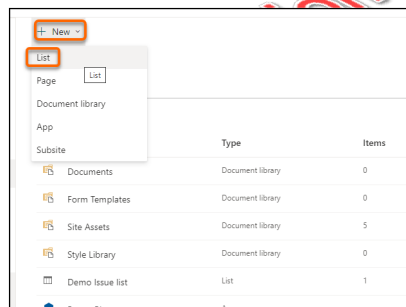 + New
List
List
Page
Document library
App
Subsite
Type Items
Documents Document library 0
Form Templates Document library 0
Site Assets Document library 5
Style Library Document library 0
Demo Issue list List 1